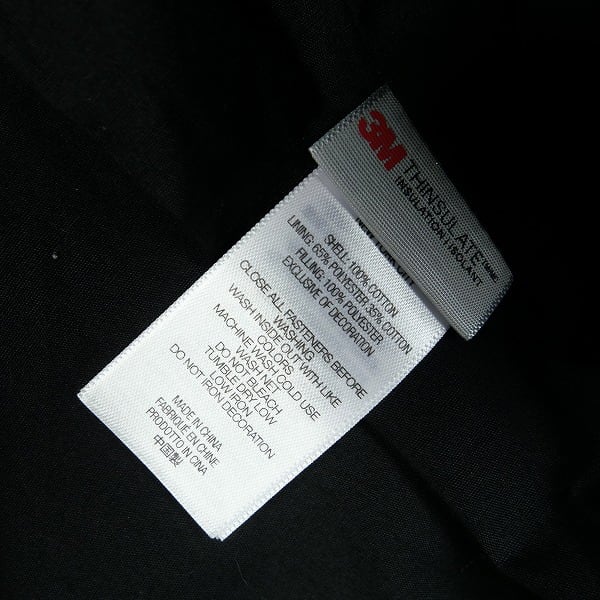 3M
THINSULATE™
INSULATION / ISOLANT
SHELL: 100% COTTON
LINING: 65% POLYESTER, 35% COTTON
FILLING: 100% POLYESTER
EXCLUSIVE OF DECORATION
CLOSE ALL FASTENERS BEFORE
WASHING
WASH INSIDE OUT WITH LIKE
COLORS
MACHINE WASH COLD USE
WASH NET
DO NOT BLEACH
TUMBLE DRY LOW
LOW IRON
DO NOT IRON DECORATION
MADE IN CHINA
FABRIQUÉ EN CHINE
PRODOTTO IN CINA
中国製